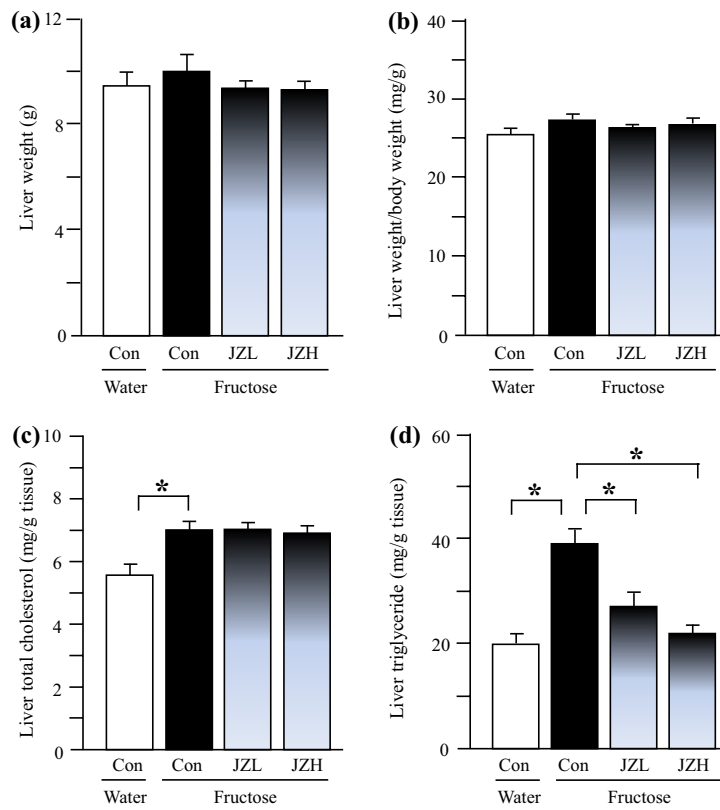 (a)
Liver weight (g)
12
8
4
0
Con Con JZL JZH
Water Fructose
(b)
Liver weight/body weight (mg/g)
40
30
20
10
0
Con Con JZL JZH
Water Fructose
(c)
Liver total cholesterol (mg/g tissue)
10
8
6
4
2
0
*
Con Con JZL JZH
Water Fructose
(d)
Liver triglyceride (mg/g tissue)
60
40
20
0
*
* *
Con Con JZL JZH
Water Fructose